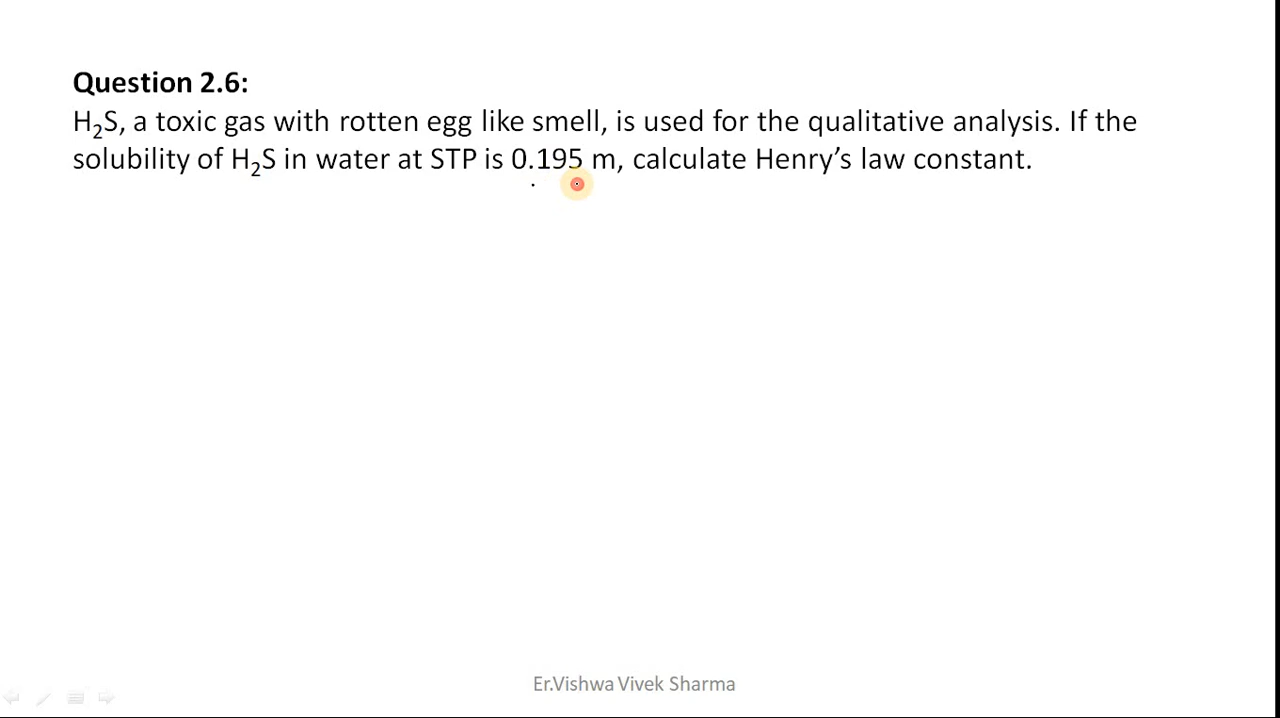 Question 2.6:
H₂S, a toxic gas with rotten egg like smell, is used for the qualitative analysis. If the
solubility of H₂S in water at STP is 0.195 m, calculate Henry’s law constant.
Er.Vishwa Vivek Sharma